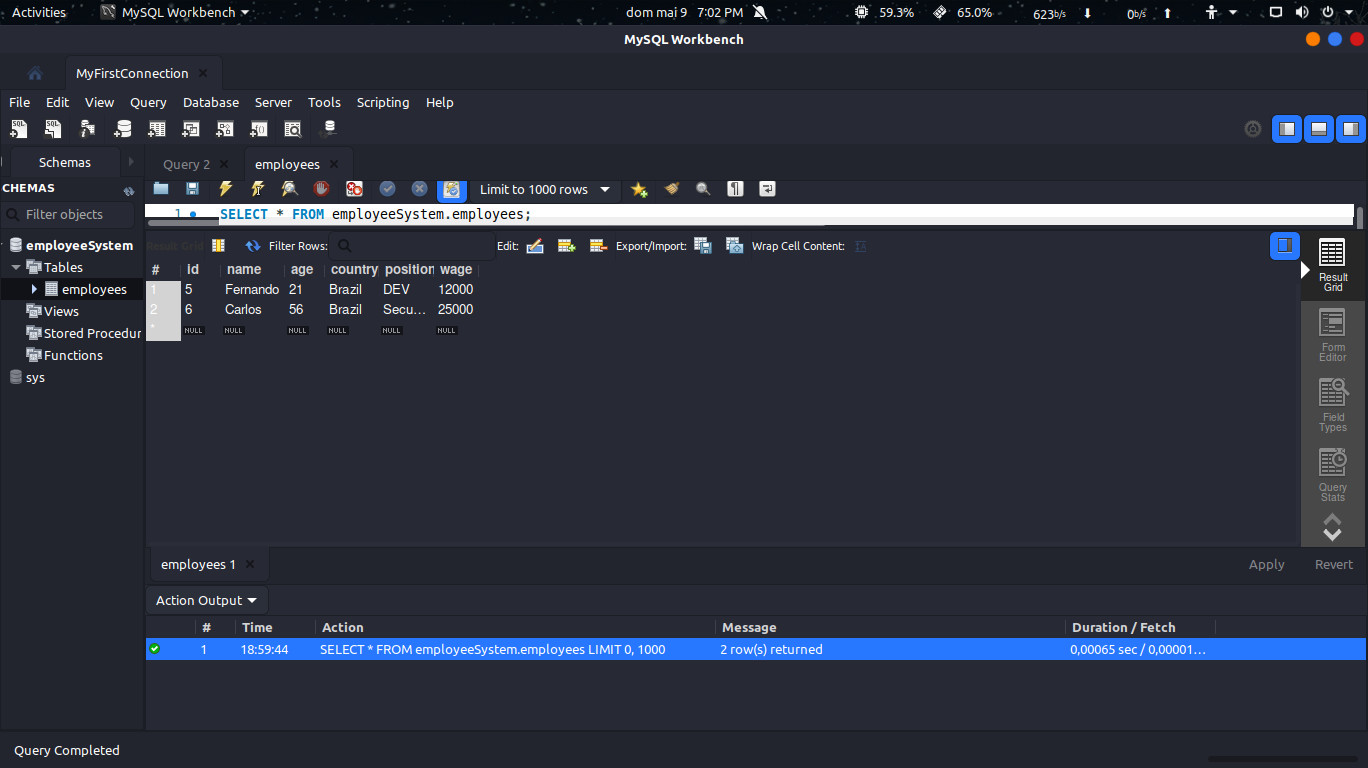 Activities MySQL Workbench dom mai 9 7:02 PM 59.3% 65.0% 623b/s 0b/s
MySQL Workbench
MyFirstConnection
File Edit View Query Database Server Tools Scripting Help
Schemas Query 2 employees
CHEMAS Limit to 1000 rows
Filter objects 1 SELECT * FROM employeeSystem.employees;
employeeSystem Result Grid Filter Rows: Edit: Export/Import: Wrap Cell Content:
Tables # id name age country position wage
employees 1 5 Fernando 21 Brazil DEV 12000
Views 2 6 Carlos 56 Brazil Secu... 25000
Stored Procedur * NULL NULL NULL NULL NULL NULL
Functions
sys
Result
Grid
Form
Editor
Field
Types
Query
Stats
employees 1 Apply Revert
Action Output
# Time Action Message Duration / Fetch
1 18:59:44 SELECT * FROM employeeSystem.employees LIMIT 0, 1000 2 row(s) returned 0,00065 sec / 0,00001...
Query Completed